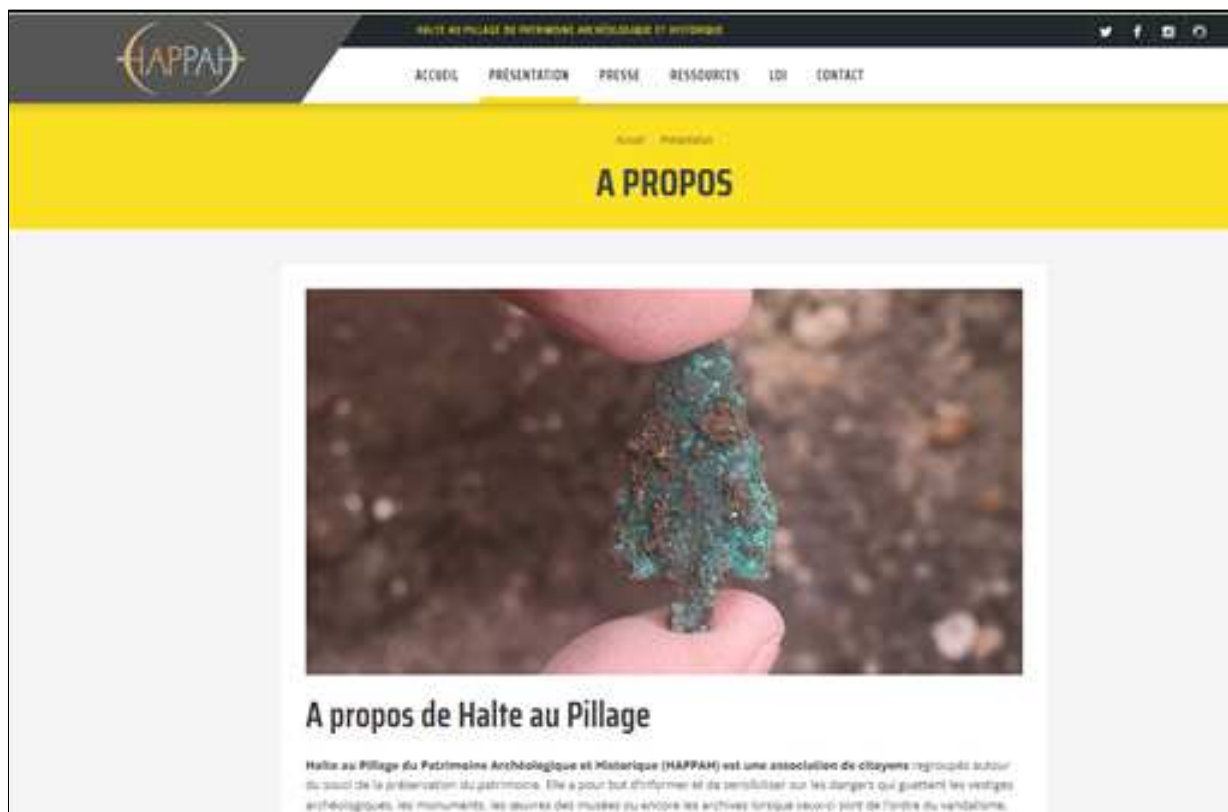 HALTE AU PILLAGE DU PATRIMOINE ARCHÉOLOGIQUE ET HISTORIQUE
HAPPAH
ACCUEIL PRÉSENTATION PRESSE RESSOURCES LOI CONTACT
Accueil Présentation
A PROPOS
A propos de Halte au Pillage
Halte au Pillage du Patrimoine Archéologique et Historique (HAPPAH) est une association de citoyens regroupés autour
du souci de la préservation du patrimoine. Elle a pour but d'informer et de sensibiliser sur les dangers qui guettent les vestiges
archéologiques, les monuments, les œuvres des musées ou encore les archives lorsque ceux-ci sont de l'ordre du vandalisme,